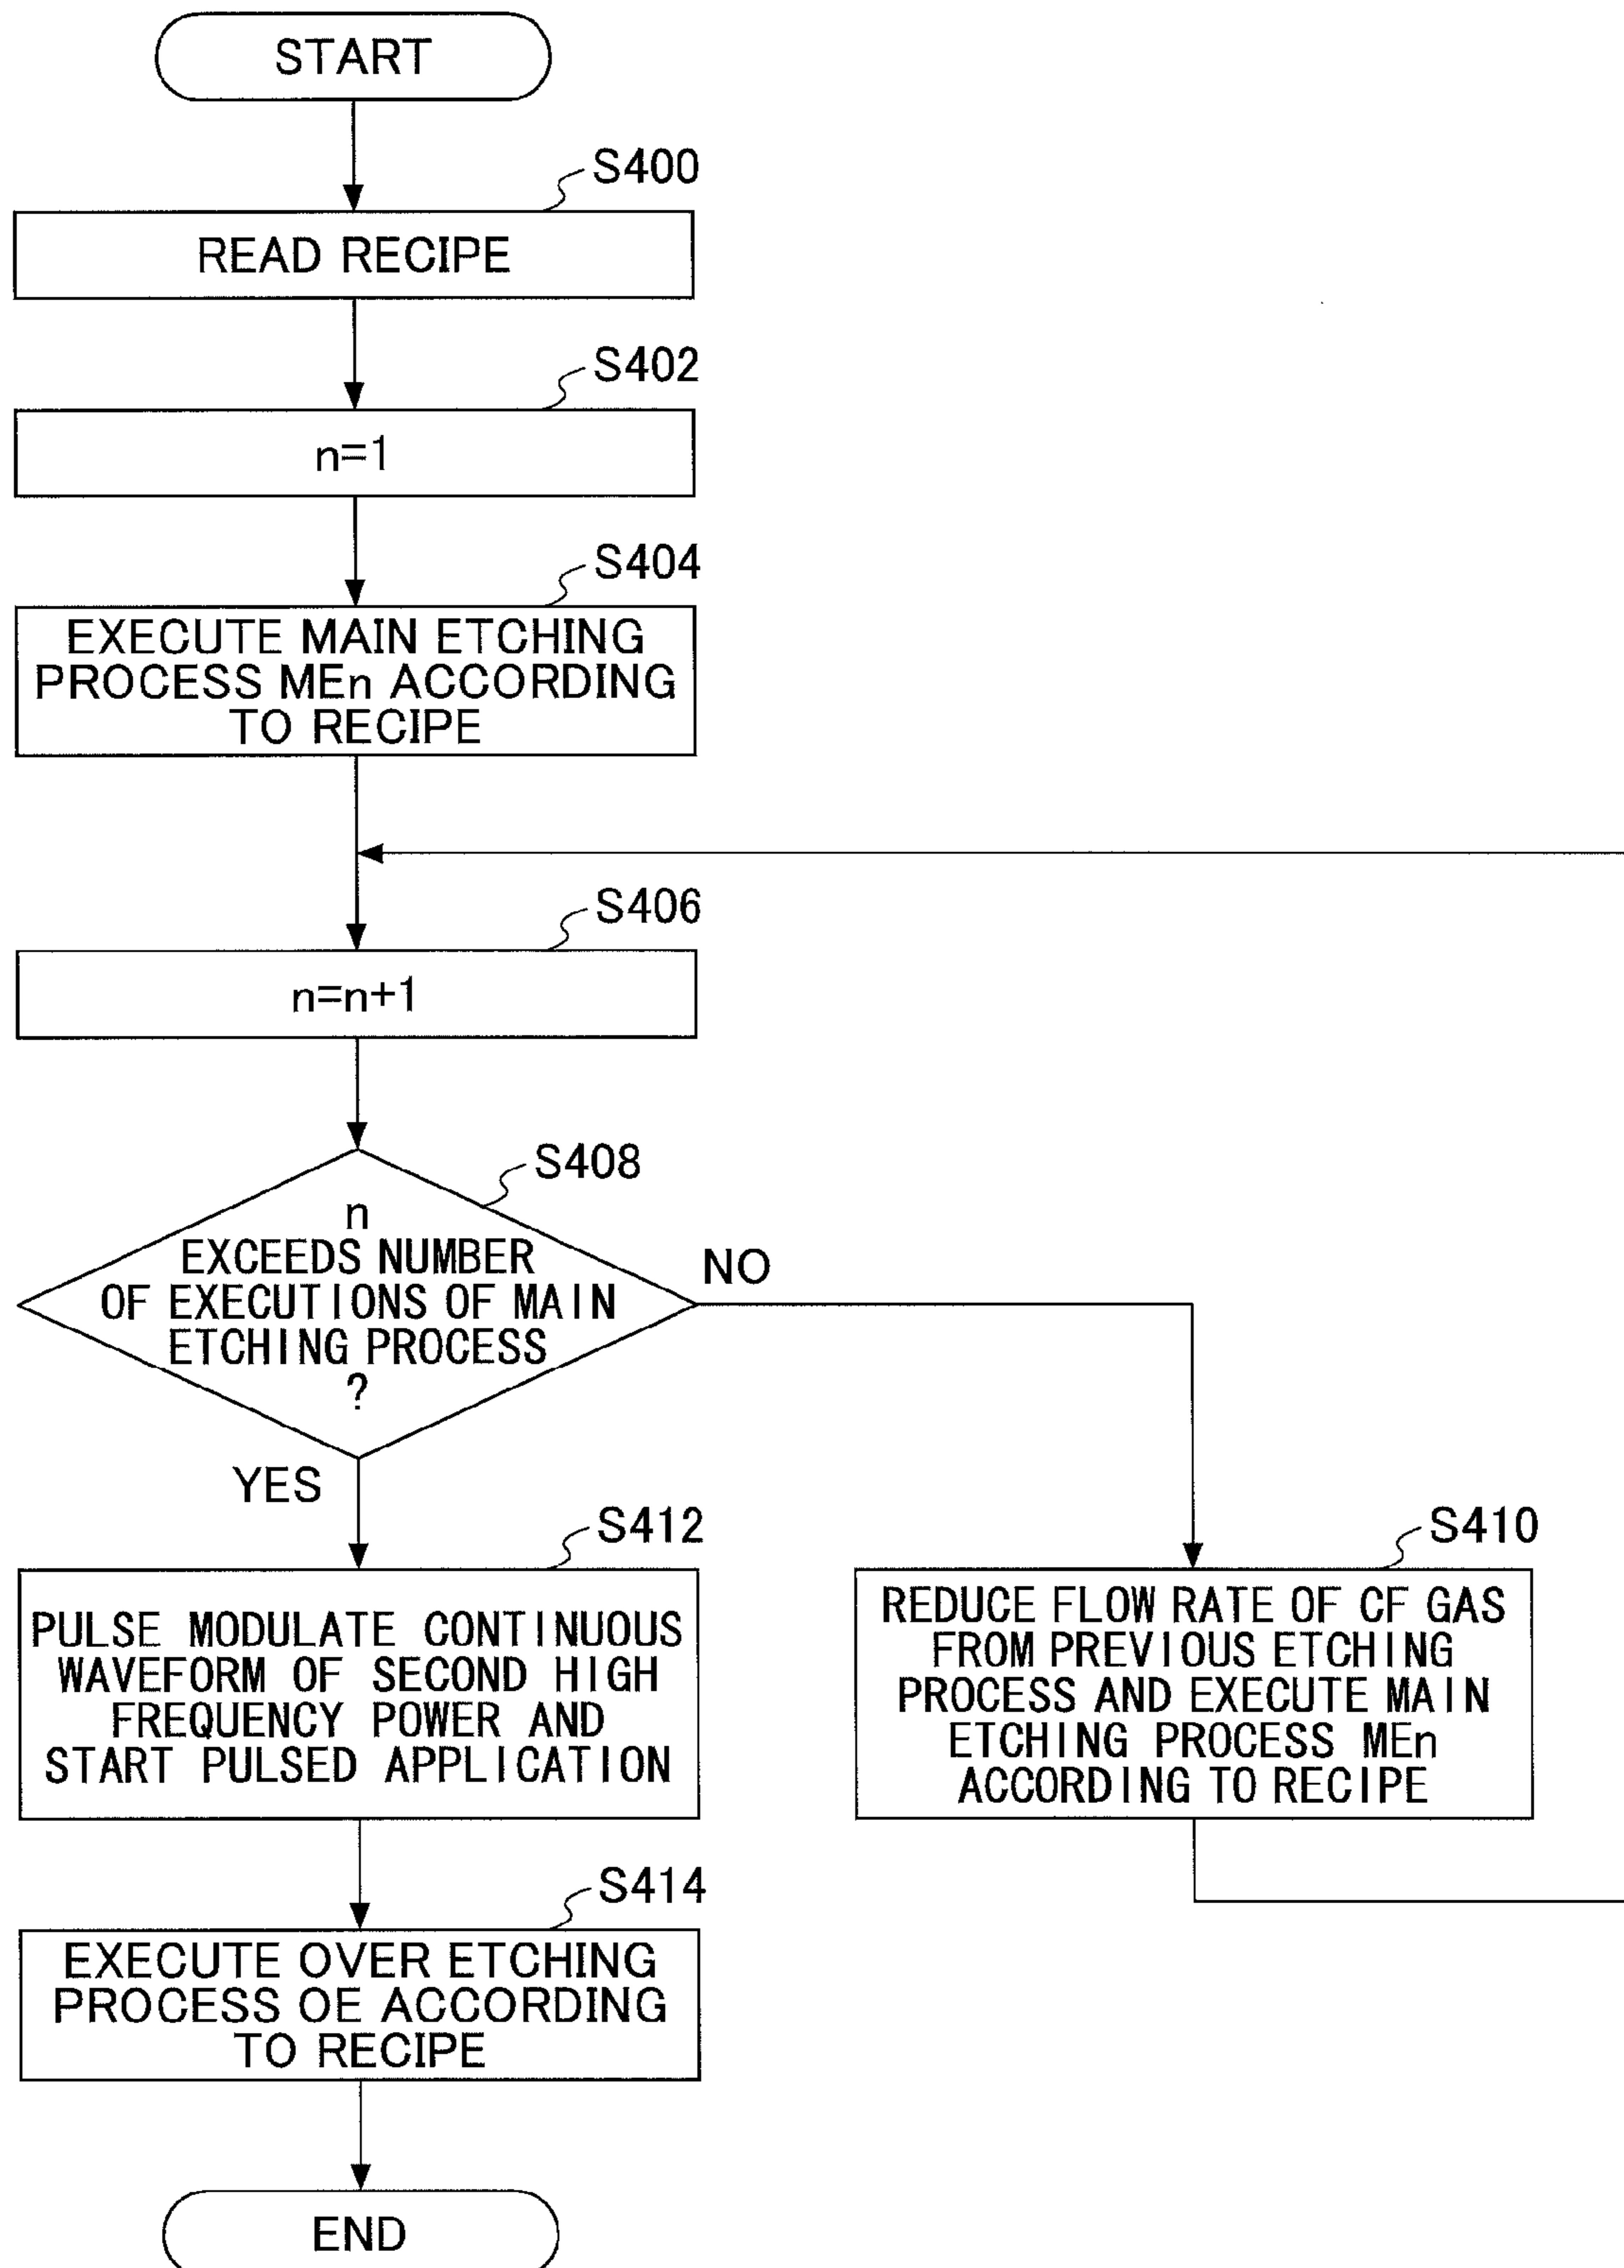 START
S400
READ RECIPE
S402
n=1
S404
EXECUTE MAIN ETCHING
PROCESS MEn ACCORDING
TO RECIPE
S406
n=n+1
S408
n
EXCEEDS NUMBER
OF EXECUTIONS OF MAIN
ETCHING PROCESS
?
NO
YES
S412
PULSE MODULATE CONTINUOUS
WAVEFORM OF SECOND HIGH
FREQUENCY POWER AND
START PULSED APPLICATION
S410
REDUCE FLOW RATE OF CF GAS
FROM PREVIOUS ETCHING
PROCESS AND EXECUTE MAIN
ETCHING PROCESS MEn
ACCORDING TO RECIPE
S414
EXECUTE OVER ETCHING
PROCESS OE ACCORDING
TO RECIPE
END